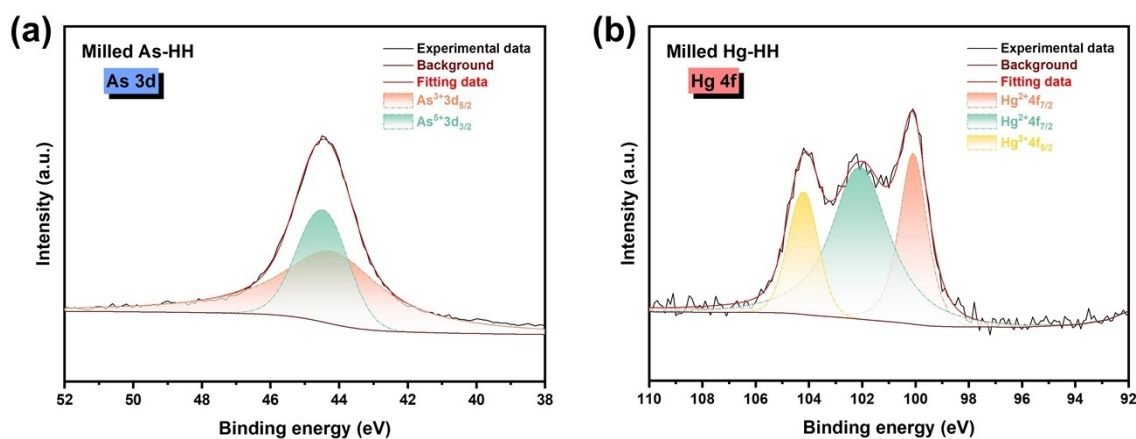 (a)
Milled As-HH
As 3d
Experimental data
Background
Fitting data
As³⁺3d₅/₂
As⁵⁺3d₃/₂
Intensity (a.u.)
52 50 48 46 44 42 40 38
Binding energy (eV)
(b)
Milled Hg-HH
Hg 4f
Experimental data
Background
Fitting data
Hg²⁺4f₇/₂
Hg²⁺4f₇/₂
Hg²⁺4f₅/₂
Intensity (a.u.)
110 108 106 104 102 100 98 96 94 92
Binding energy (eV)